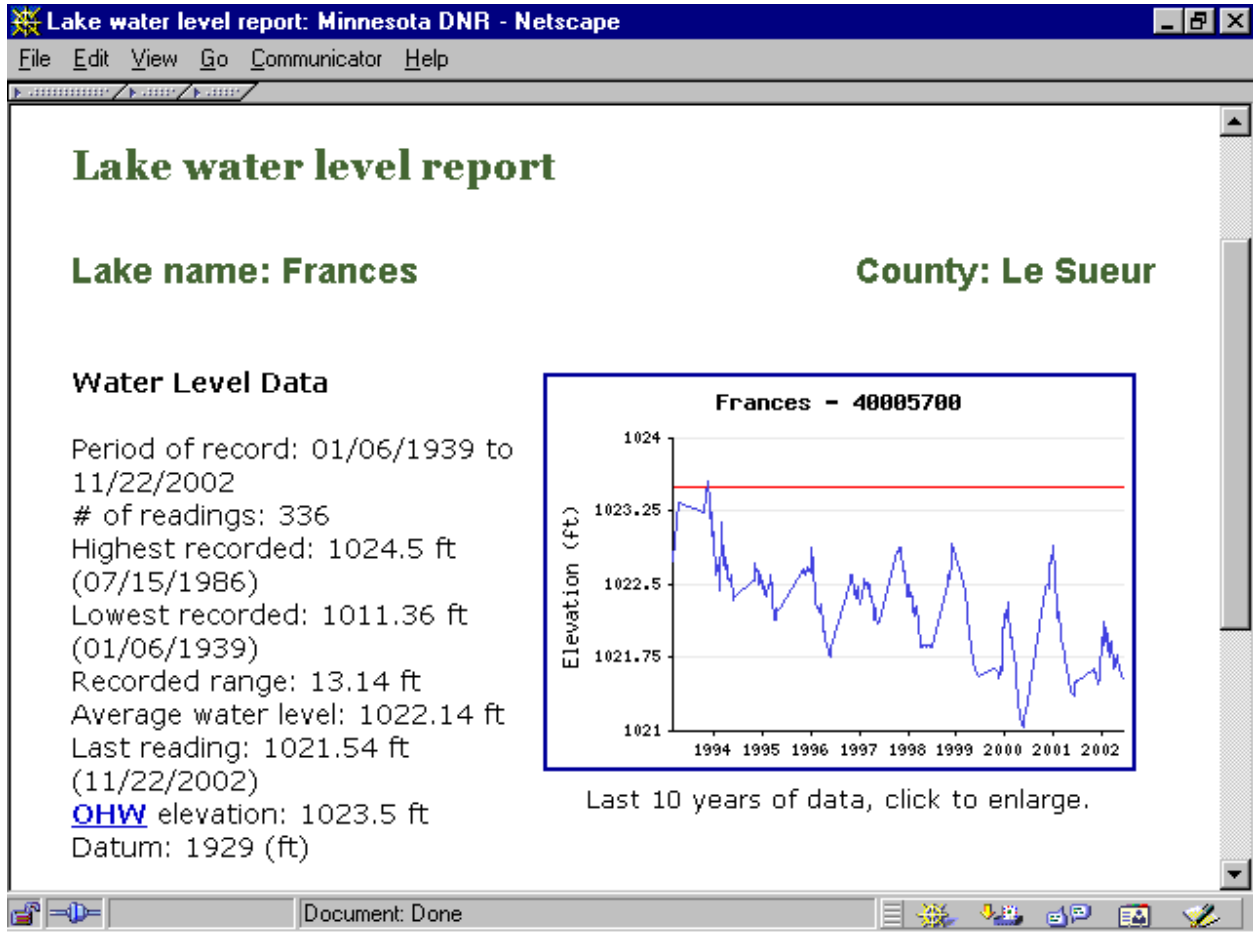 Lake water level report: Minnesota DNR - Netscape
File Edit View Go Communicator Help
Lake water level report
Lake name: Frances
County: Le Sueur
Water Level Data
Period of record: 01/06/1939 to
11/22/2002
# of readings: 336
Highest recorded: 1024.5 ft
(07/15/1986)
Lowest recorded: 1011.36 ft
(01/06/1939)
Recorded range: 13.14 ft
Average water level: 1022.14 ft
Last reading: 1021.54 ft
(11/22/2002)
OHW elevation: 1023.5 ft
Datum: 1929 (ft)
Frances - 40005700
Elevation (ft)
1024
1023.25
1022.5
1021.75
1021
1994 1995 1996 1997 1998 1999 2000 2001 2002
Last 10 years of data, click to enlarge.
Document: Done